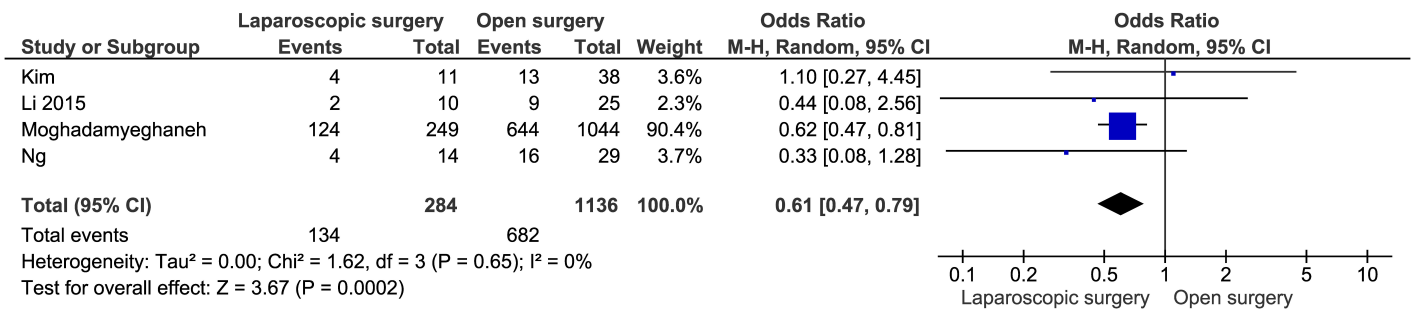 Laparoscopic surgery Open surgery Odds Ratio Odds Ratio
Study or Subgroup Events Total Events Total Weight M-H, Random, 95% CI M-H, Random, 95% CI
Kim 4 11 13 38 3.6% 1.10 [0.27, 4.45]
Li 2015 2 10 9 25 2.3% 0.44 [0.08, 2.56]
Moghadamyeghaneh 124 249 644 1044 90.4% 0.62 [0.47, 0.81]
Ng 4 14 16 29 3.7% 0.33 [0.08, 1.28]
Total (95% CI) 284 1136 100.0% 0.61 [0.47, 0.79]
Total events 134 682
Heterogeneity: Tau² = 0.00; Chi² = 1.62, df = 3 (P = 0.65); I² = 0%
Test for overall effect: Z = 3.67 (P = 0.0002)
0.1 0.2 0.5 1 2 5 10
Laparoscopic surgery Open surgery